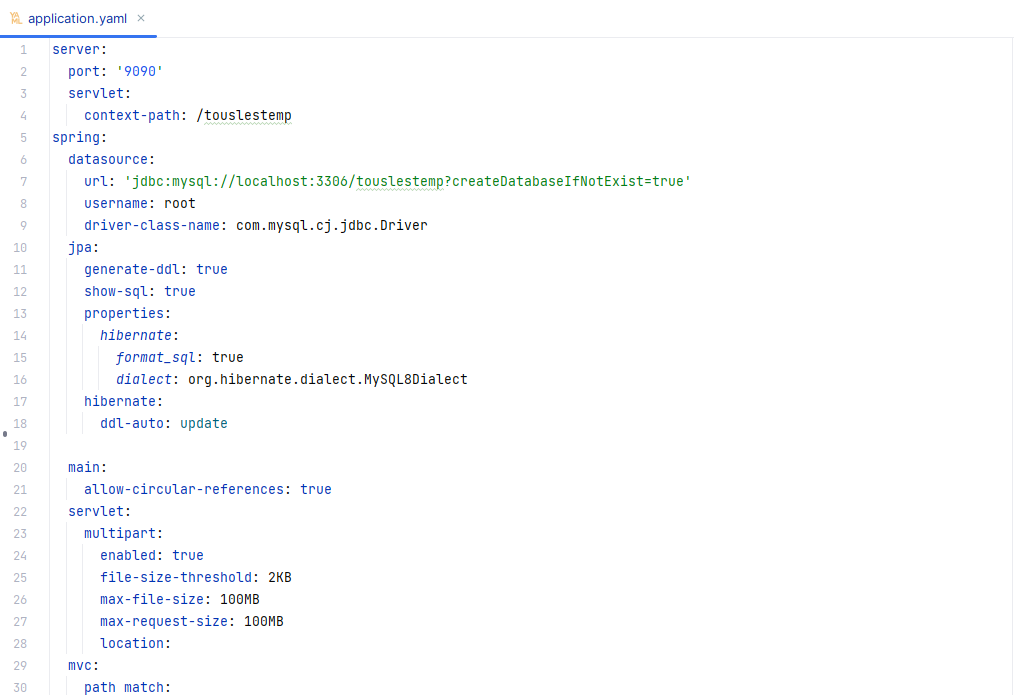 application.yaml ×
1 server:
2   port: '9090'
3   servlet:
4     context-path: /touslestemp
5 spring:
6   datasource:
7     url: 'jdbc:mysql://localhost:3306/touslestemp?createDatabaseIfNotExist=true'
8     username: root
9     driver-class-name: com.mysql.cj.jdbc.Driver
10   jpa:
11     generate-ddl: true
12     show-sql: true
13     properties:
14       hibernate:
15         format_sql: true
16         dialect: org.hibernate.dialect.MySQL8Dialect
17     hibernate:
18       ddl-auto: update
19
20   main:
21     allow-circular-references: true
22   servlet:
23     multipart:
24       enabled: true
25       file-size-threshold: 2KB
26       max-file-size: 100MB
27       max-request-size: 100MB
28       location:
29   mvc:
30     path match: